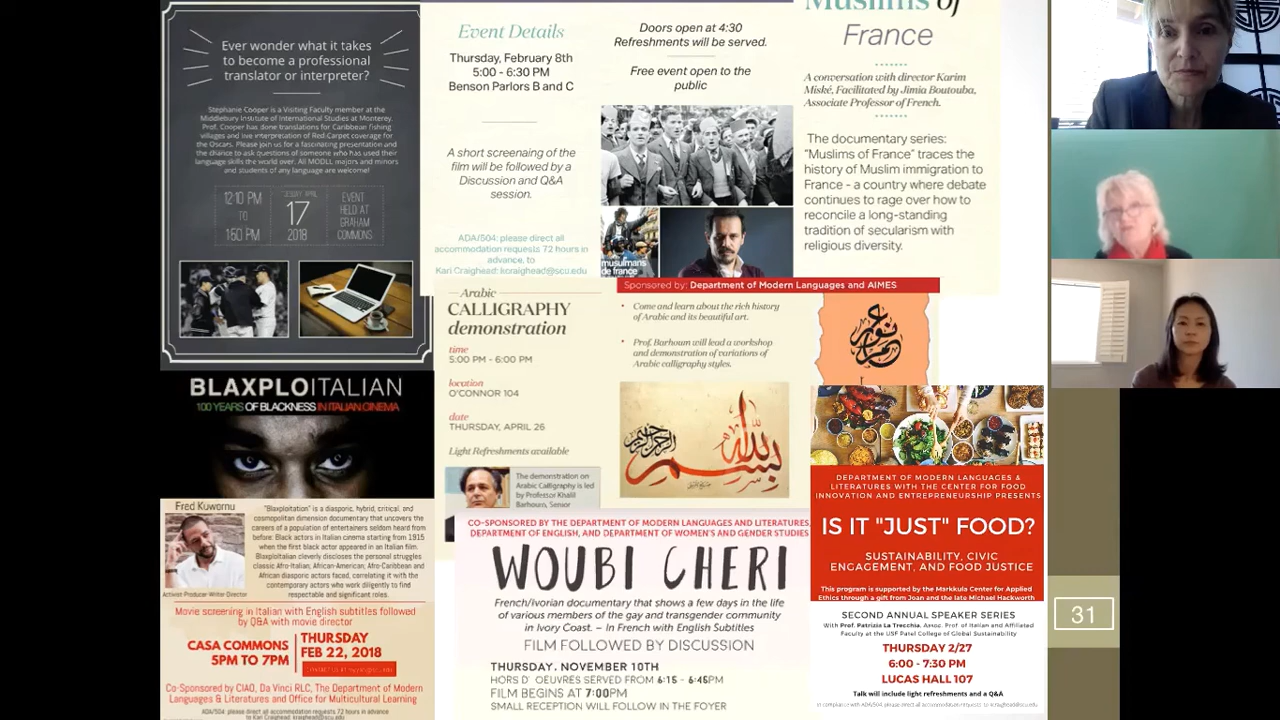 Ever wonder what it takes
to become a professional
translator or interpreter?
Stephanie Cooper is a Visiting Faculty member at the
Middlebury Institute of International Studies at Monterey.
Prof. Cooper has done translations for Caribbean fishing
villages and live interpretation of Red Carpet coverage for
the Oscars. Please join us for a fascinating presentation and
the chance to ask questions of someone who has used their
language skills the world over. All MODLL majors and minors
and students of any language are welcome!
12:10 PM
TO
1:50 PM
APRIL
17
2018
EVENT
HELD AT
GRAHAM
COMMONS
Event Details
Thursday, February 8th
5:00 - 6:30 PM
Benson Parlors B and C
A short screenaing of the
film will be followed by a
Discussion and Q&A
session.
ADA/504: please direct all
accommodation requests 72 hours in
advance, to
Kari Craighead: kcraighead@scu.edu
Doors open at 4:30
Refreshments will be served.
Free event open to the
public
musulmans
de france
Muslims of
France
A conversation with director Karim
Miské, Facilitated by Jimia Boutouba,
Associate Professor of French.
The documentary series:
"Muslims of France" traces the
history of Muslim immigration to
France - a country where debate
continues to rage over how to
reconcile a long-standing
tradition of secularism with
religious diversity.
Sponsored by: Department of Modern Languages and AIMES
Arabic
CALLIGRAPHY
demonstration
time
5:00 PM - 6:00 PM
location
O'CONNOR 104
date
THURSDAY, APRIL 26
Light Refreshments available
The demonstration on
Arabic Calligraphy is led
by Professor Khalil
Barhoum, Senior
• Come and learn about the rich history
of Arabic and its beautiful art.
• Prof. Barhoum will lead a workshop
and demonstration of variations of
Arabic calligraphy styles.
بسم الله الرحمن الرحيم
BLAXPLOITALIAN
100 YEARS OF BLACKNESS IN ITALIAN CINEMA
Fred Kuwornu
Activist-Producer-Writer-Director
"Blaxploitation" is a diasporic, hybrid, critical, and
cosmopolitan dimension documentary that uncovers the
careers of a population of entertainers seldom heard from
before: Black actors in Italian cinema starting from 1915
when the first black actor appeared in an Italian film.
Blaxploitalian cleverly discloses the personal struggles
classic Afro-Italian, African-American, Afro-Caribbean and
African diasporic actors faced, correlating it with the
contemporary actors who work diligently to find
respectable and significant roles.
Movie screening in Italian with English subtitles followed
by Q&A with movie director
CASA COMMONS
5PM TO 7PM
THURSDAY
FEB 22, 2018
Co-Sponsored by CIAO, Da Vinci RLC, The Department of Modern
Languages & Literatures and Office for Multicultural Learning
ADA/504: please direct all accommodation requests 72 hours in advance
to Kari Craighead: kcraighead@scu.edu
CO-SPONSORED BY THE DEPARTMENT OF MODERN LANGUAGES AND LITERATURES,
DEPARTMENT OF ENGLISH, AND DEPARTMENT OF WOMEN'S AND GENDER STUDIES
WOUBI CHERI
French/Ivorian documentary that shows a few days in the life
of various members of the gay and transgender community
in Ivory Coast. – In French with English Subtitles
FILM FOLLOWED BY DISCUSSION
THURSDAY, NOVEMBER 10TH
HORS D' OEUVRES SERVED FROM 6:15 - 6:45PM
FILM BEGINS AT 7:00PM
SMALL RECEPTION WILL FOLLOW IN THE FOYER
DEPARTMENT OF MODERN LANGUAGES &
LITERATURES WITH THE CENTER FOR FOOD
INNOVATION AND ENTREPRENEURSHIP PRESENTS
IS IT "JUST" FOOD?
SUSTAINABILITY, CIVIC
ENGAGEMENT, AND FOOD JUSTICE
This program is supported by the Markkula Center for Applied
Ethics through a gift from Joan and the late Michael Hackworth
SECOND ANNUAL SPEAKER SERIES
With Prof. Patrizia La Trecchia, Assoc. Prof of Italian and Affiliated
Faculty at the USF Patel College of Global Sustainability
THURSDAY 2/27
6:00 - 7:30 PM
LUCAS HALL 107
Talk will include light refreshments and a Q&A
31